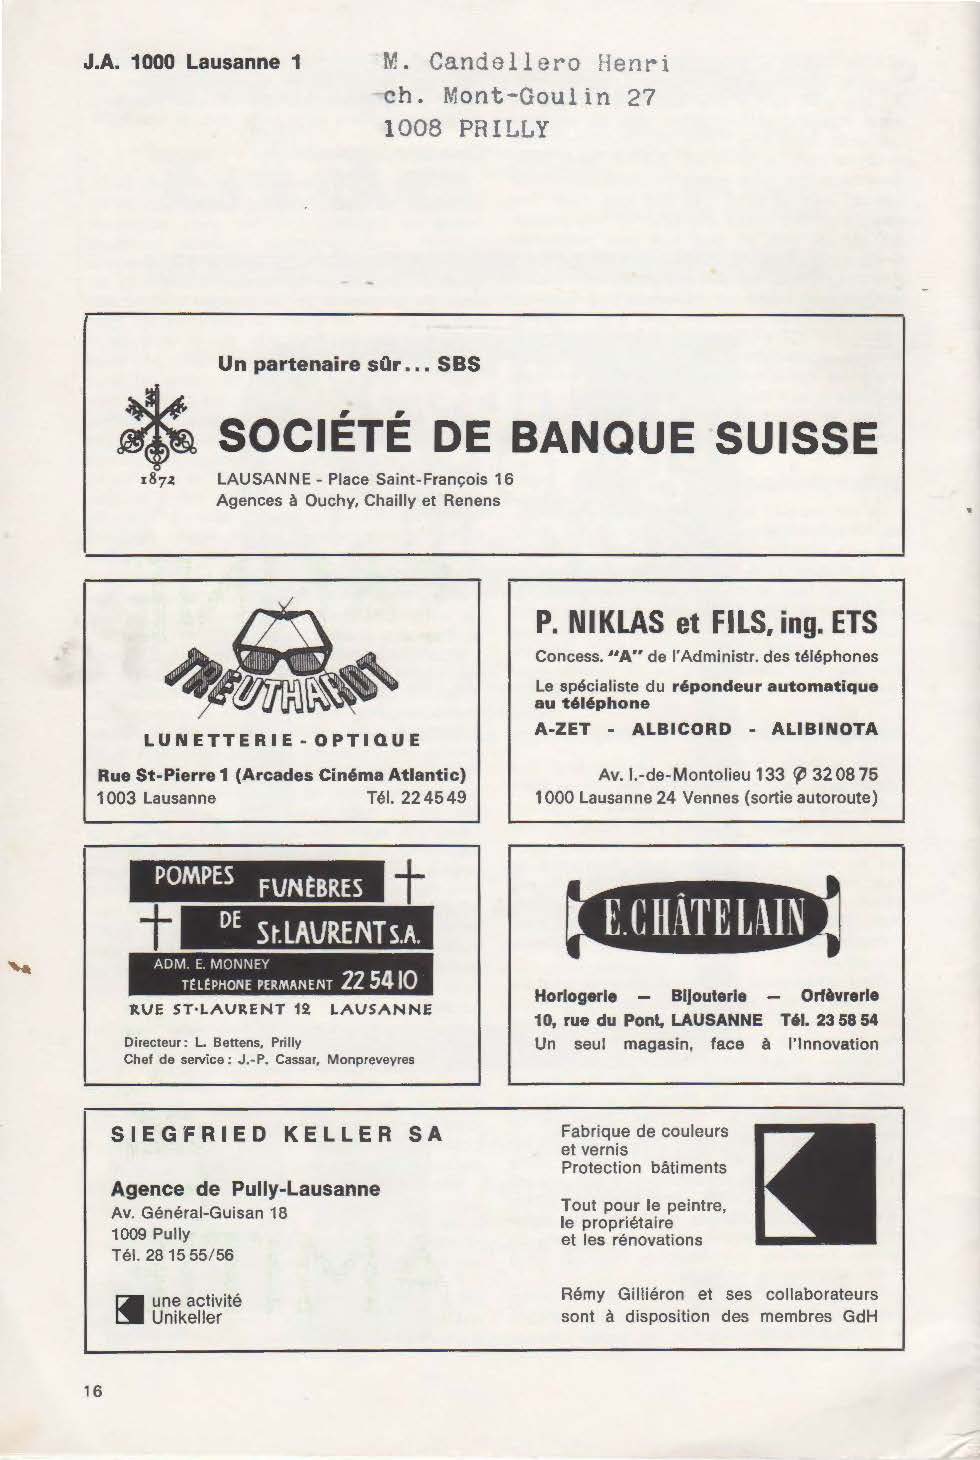 J.A. 1000 Lausanne 1
M. Candellero Henri
ch. Mont-Goulin 27
1008 PRILLY
Un partenaire sûr... SBS
SOCIÉTÉ DE BANQUE SUISSE
1872
LAUSANNE - Place Saint-François 16
Agences à Ouchy, Chailly et Renens
TREUTHARDT
LUNETTERIE - OPTIQUE
Rue St-Pierre 1 (Arcades Cinéma Atlantic)
1003 Lausanne Tél. 22 45 49
P. NIKLAS et FILS, ing. ETS
Concess. "A" de l'Administr. des téléphones
Le spécialiste du répondeur automatique
au téléphone
A-ZET - ALBICORD - ALIBINOTA
Av. I.-de-Montolieu 133 32 08 75
1000 Lausanne 24 Vennes (sortie autoroute)
POMPES FUNÈBRES
DE St. LAURENT S.A.
ADM. E. MONNEY
TÉLÉPHONE PERMANENT 22 54 10
RUE ST-LAURENT 12 LAUSANNE
Directeur : L. Bettens, Prilly
Chef de service : J.-P. Cassar, Monpreveyres
E. CHÂTELAIN
Horlogerie — Bijouterie — Orfèvrerie
10, rue du Pont, LAUSANNE Tél. 23 58 54
Un seul magasin, face à l'Innovation
SIEGFRIED KELLER SA
Agence de Pully-Lausanne
Av. Général-Guisan 18
1009 Pully
Tél. 28 15 55/56
une activité
Unikeller
Fabrique de couleurs
et vernis
Protection bâtiments
Tout pour le peintre,
le propriétaire
et les rénovations
Rémy Gilliéron et ses collaborateurs
sont à disposition des membres GdH
16